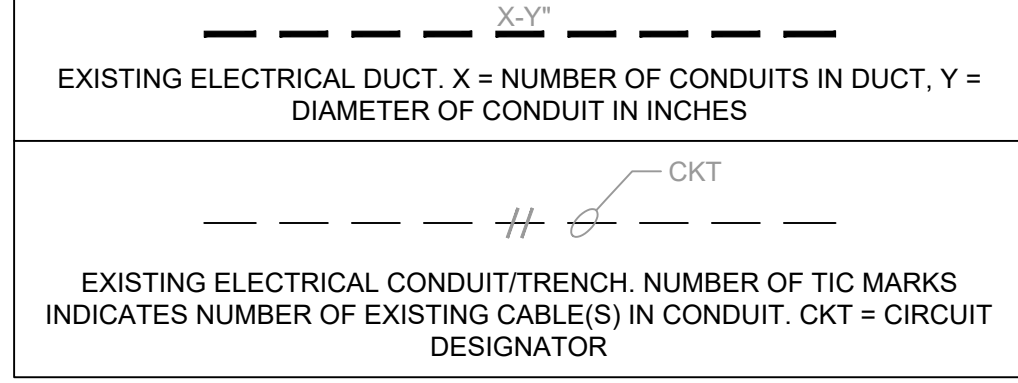 X-Y"
EXISTING ELECTRICAL DUCT. X = NUMBER OF CONDUITS IN DUCT, Y =
DIAMETER OF CONDUIT IN INCHES
CKT
EXISTING ELECTRICAL CONDUIT/TRENCH. NUMBER OF TIC MARKS
INDICATES NUMBER OF EXISTING CABLE(S) IN CONDUIT. CKT = CIRCUIT
DESIGNATOR